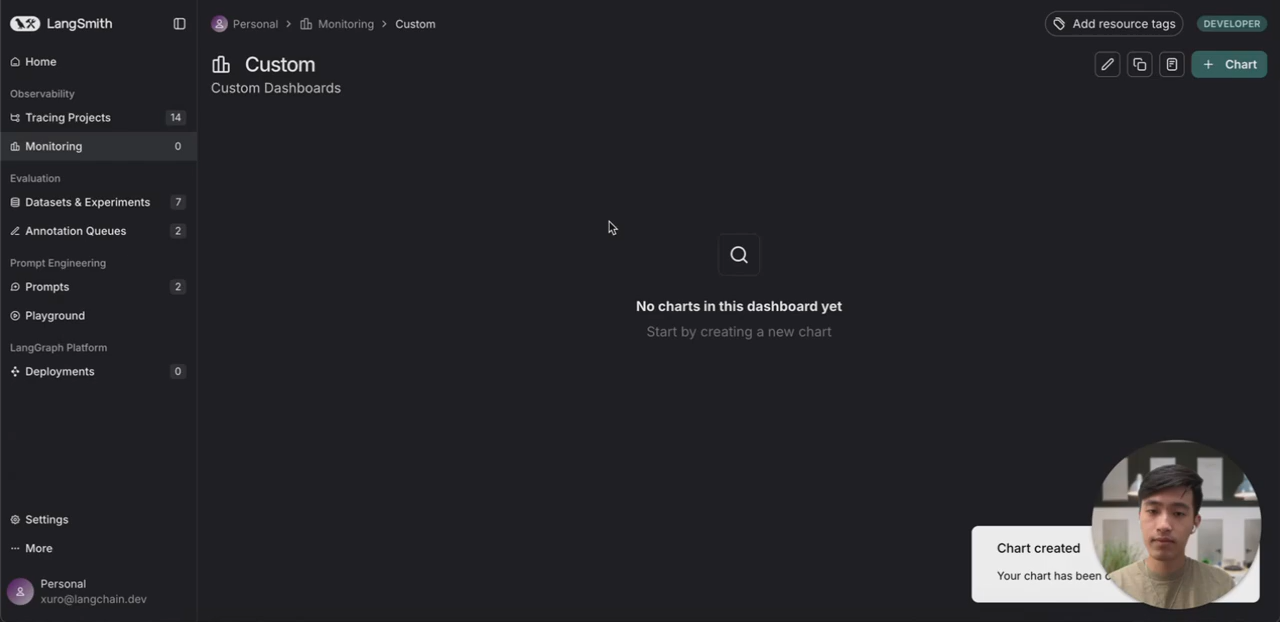 LangSmith
Personal
Monitoring
Custom
Add resource tags
DEVELOPER
Home
Custom
Chart
Custom Dashboards
Observability
Tracing Projects 14
Monitoring 0
Evaluation
Datasets & Experiments 7
Annotation Queues 2
Prompt Engineering
Prompts 2
Playground
LangGraph Platform
Deployments 0
No charts in this dashboard yet
Start by creating a new chart
Settings
More
Personal
xuro@langchain.dev
Chart created
Your chart has been